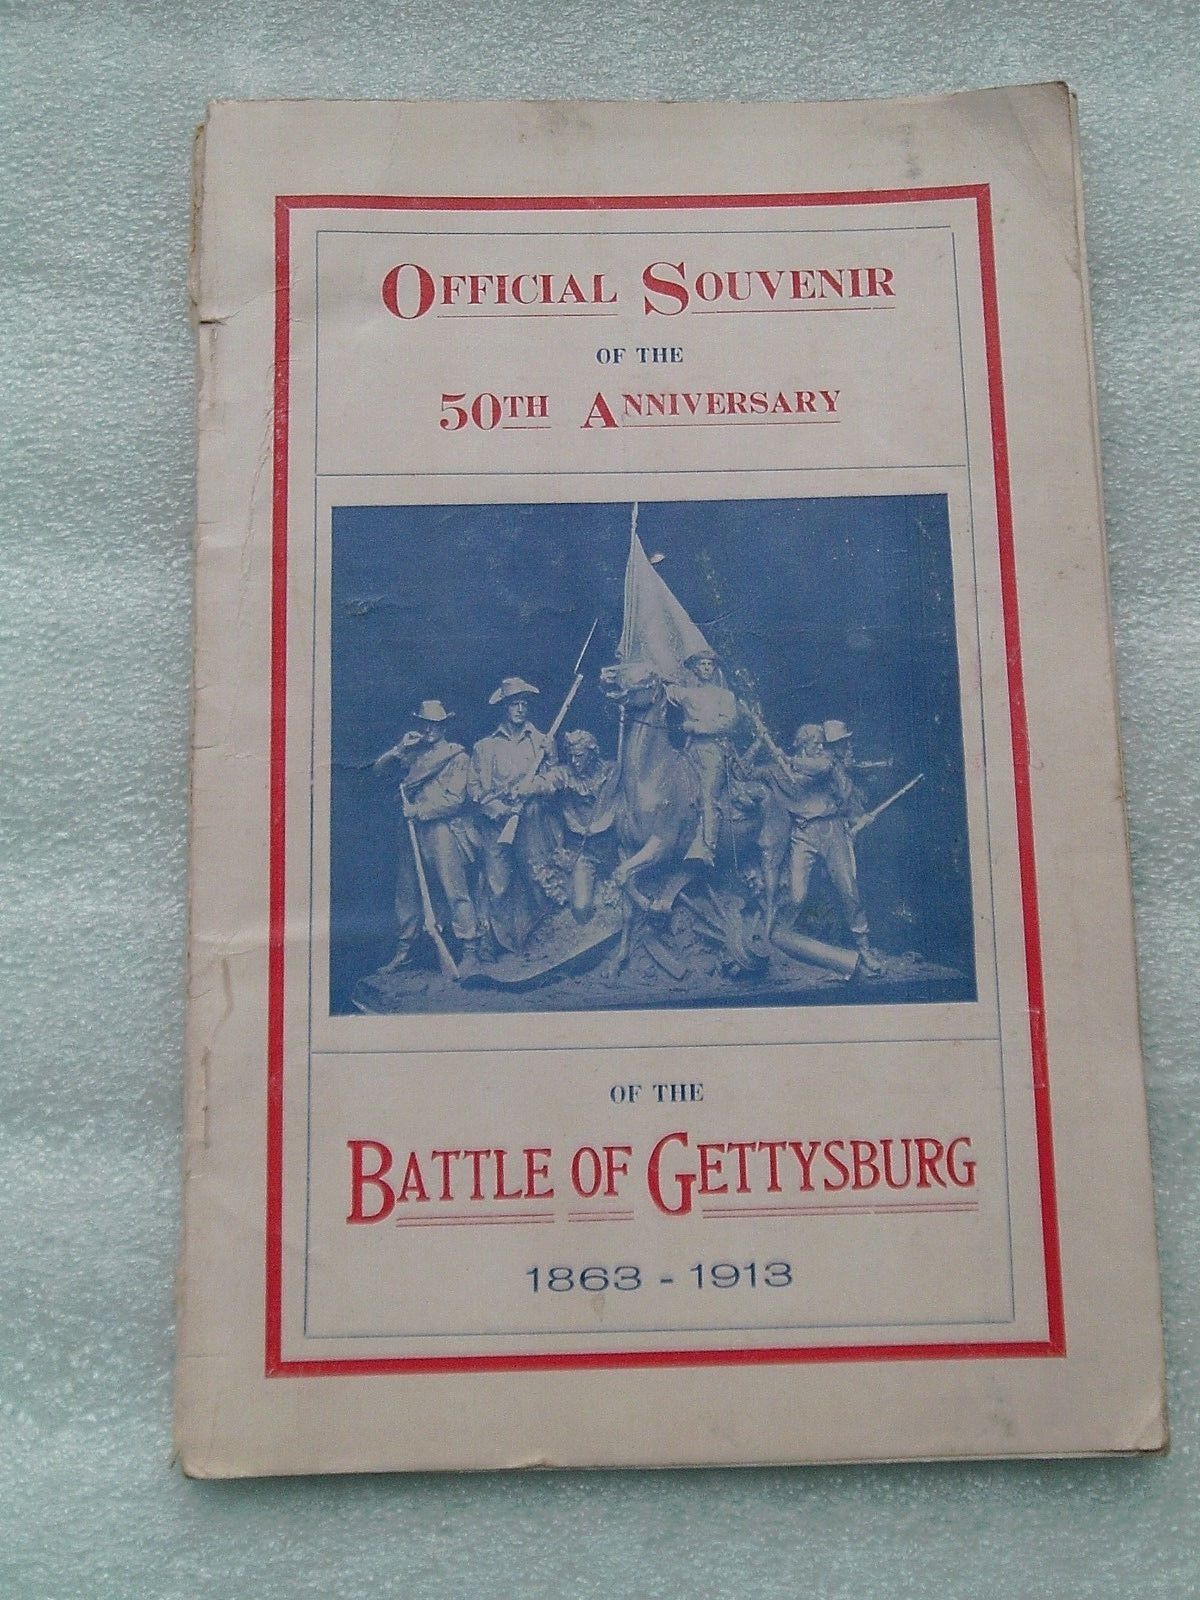 OFFICIAL SOUVENIR
OF THE
50TH ANNIVERSARY
OF THE
BATTLE OF GETTYSBURG
1863 - 1913